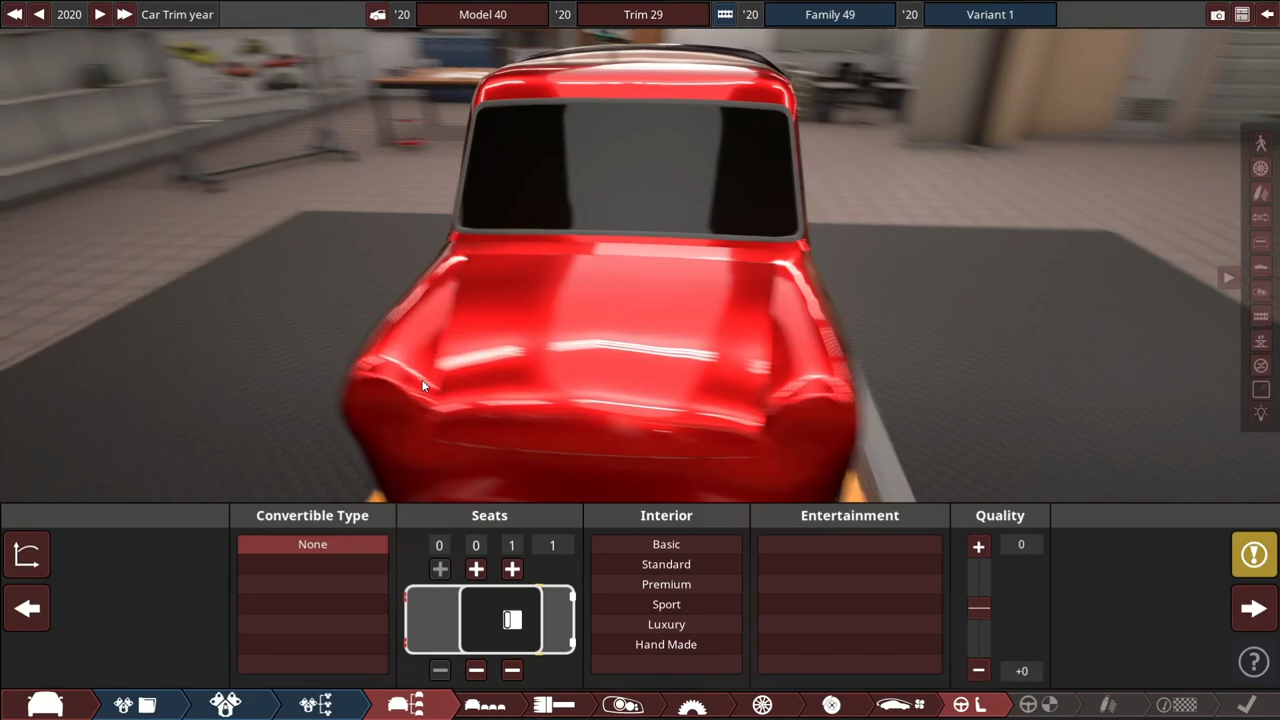 2020 Car Trim year '20 Model 40 '20 Trim 29 '20 Family 49 '20 Variant 1
Convertible Type Seats Interior Entertainment Quality
None 0 0 1 1 Basic 0
Standard
Premium
Sport
Luxury
Hand Made
+0